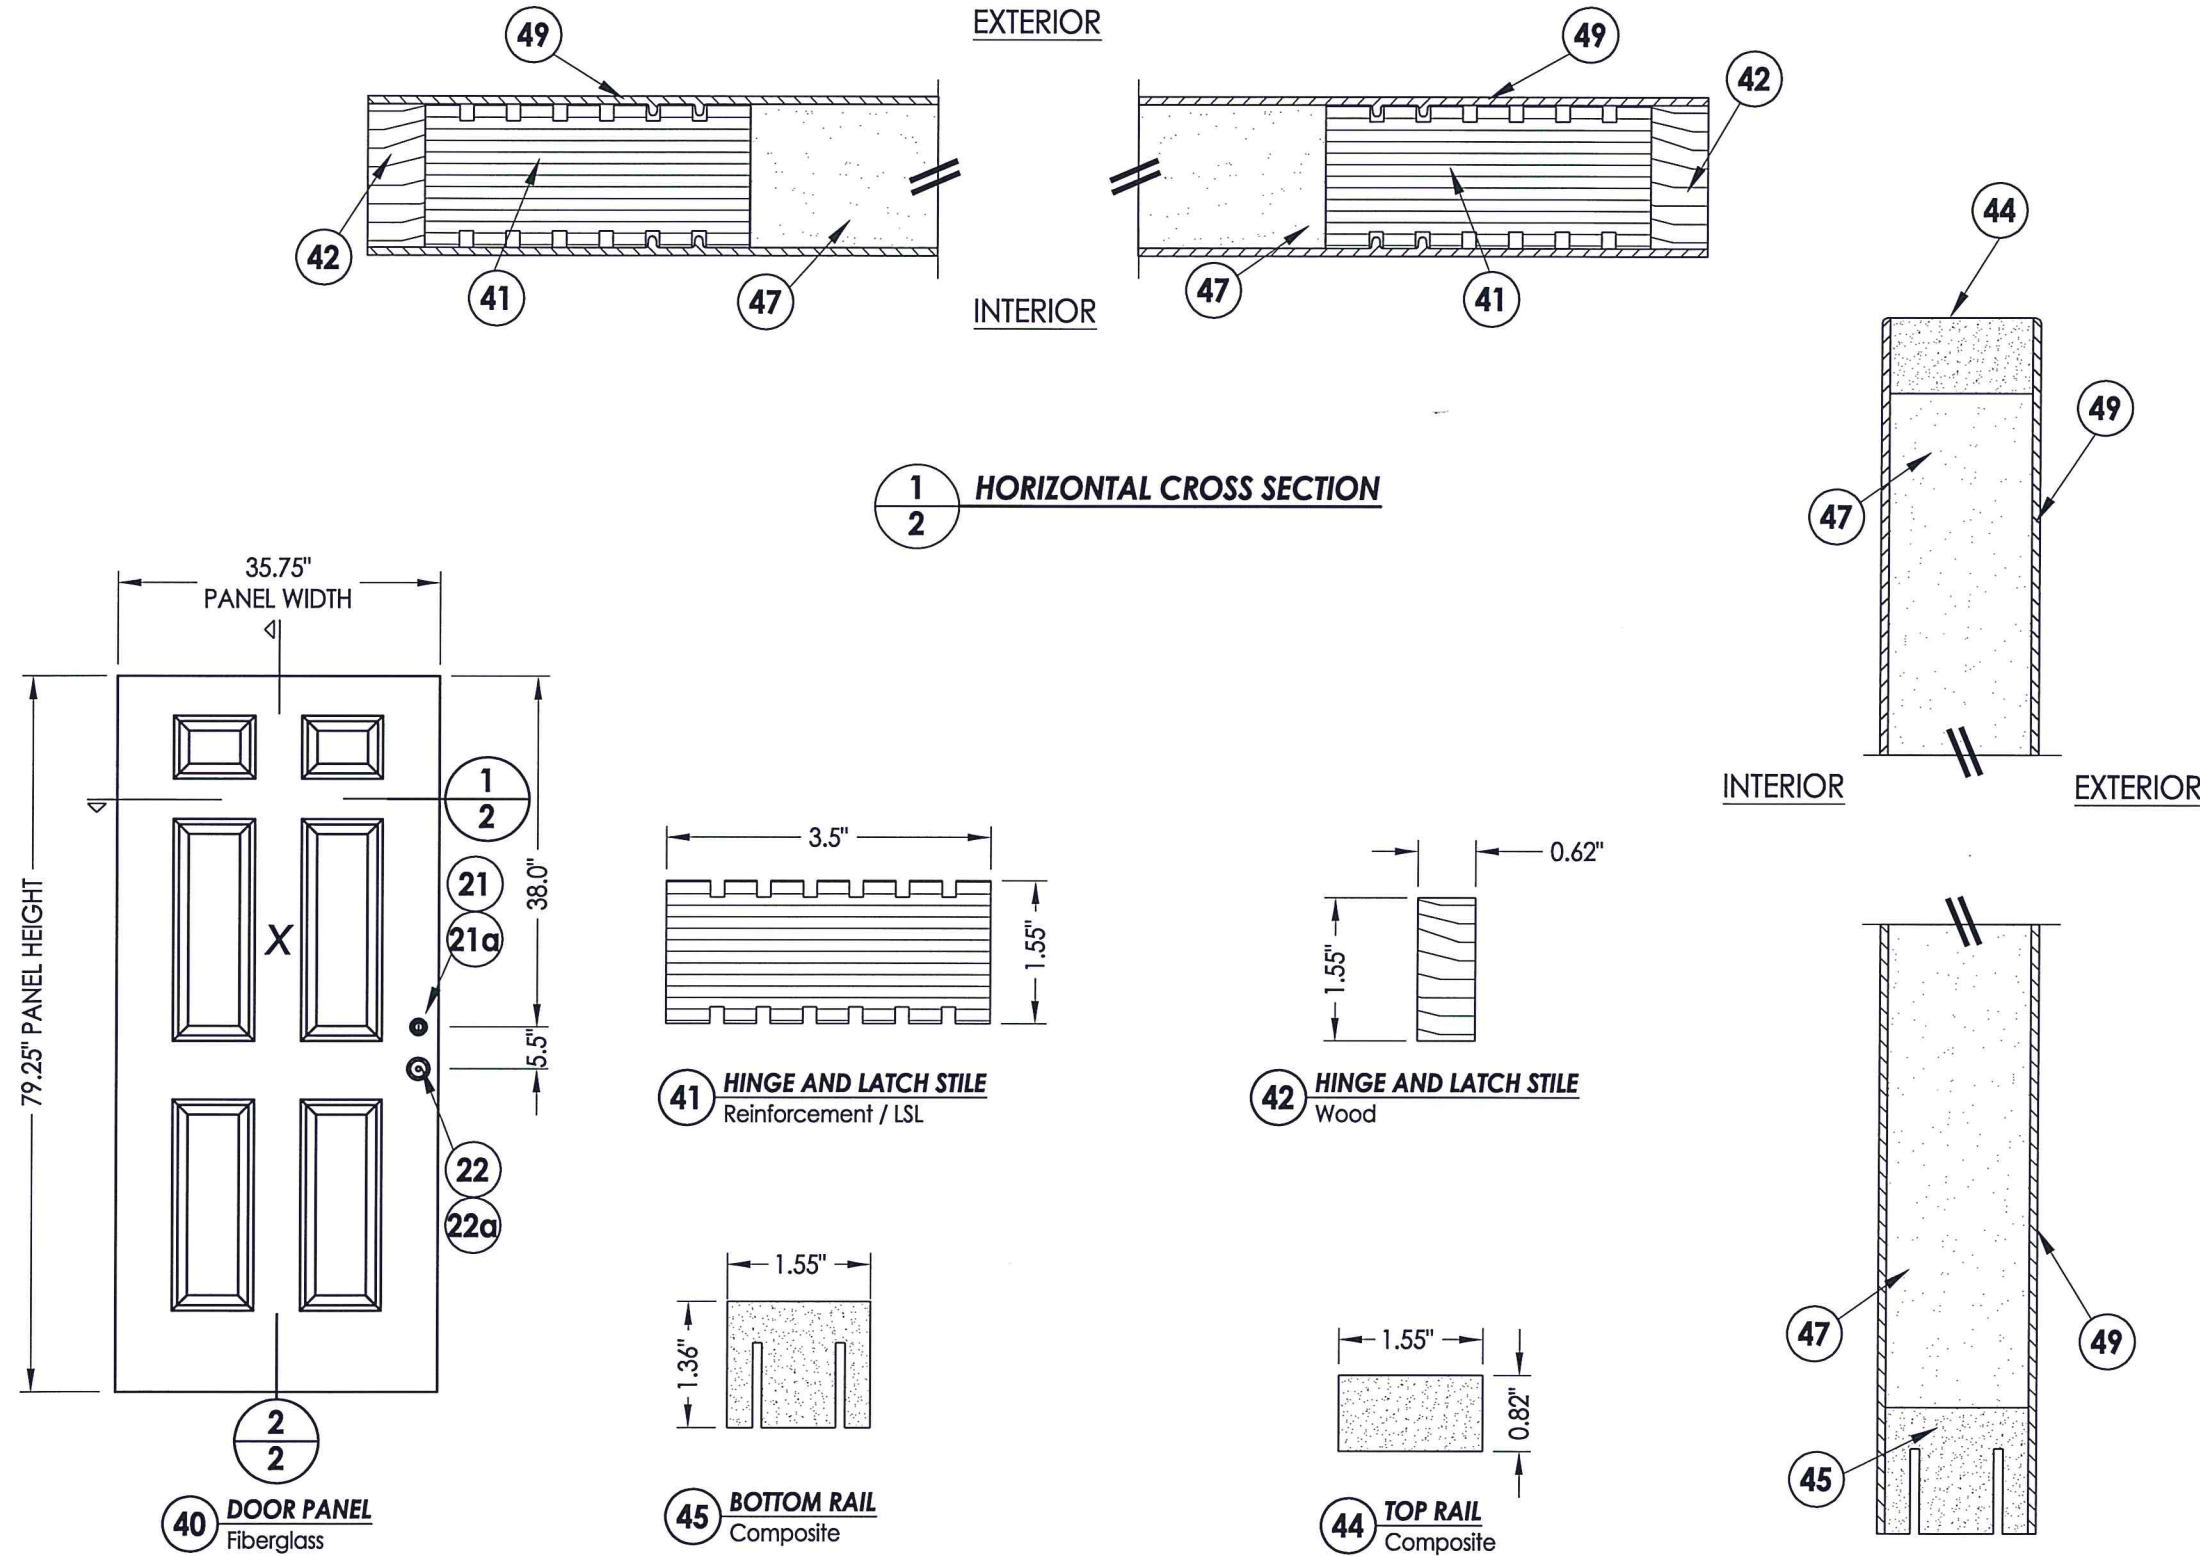 EXTERIOR
49
49
42
42
41
47
47
41
INTERIOR
44
49
47
1
2
HORIZONTAL CROSS SECTION
35.75"
PANEL WIDTH
79.25" PANEL HEIGHT
X
1
2
21
21a
38.0"
5.5"
22
22a
2
2
40
DOOR PANEL
Fiberglass
3.5"
1.55"
41
HINGE AND LATCH STILE
Reinforcement / LSL
0.62"
1.55"
42
HINGE AND LATCH STILE
Wood
1.55"
1.36"
45
BOTTOM RAIL
Composite
1.55"
0.82"
44
TOP RAIL
Composite
INTERIOR
EXTERIOR
47
49
45